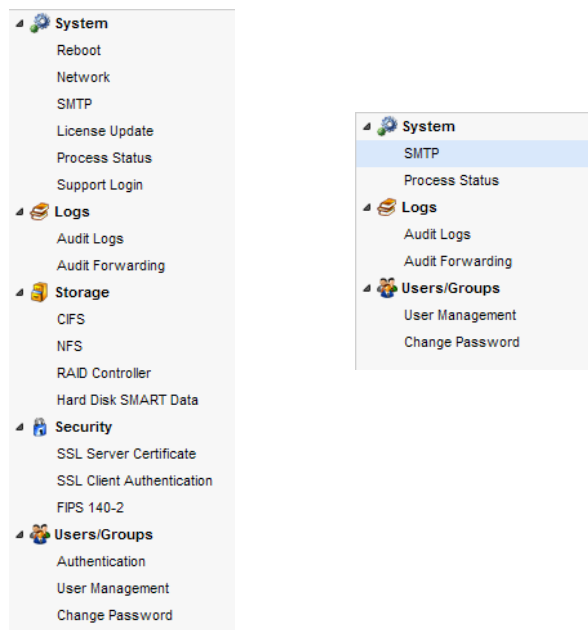 System
Reboot
Network
SMTP
License Update
Process Status
Support Login
Logs
Audit Logs
Audit Forwarding
Storage
CIFS
NFS
RAID Controller
Hard Disk SMART Data
Security
SSL Server Certificate
SSL Client Authentication
FIPS 140-2
Users/Groups
Authentication
User Management
Change Password
System
SMTP
Process Status
Logs
Audit Logs
Audit Forwarding
Users/Groups
User Management
Change Password